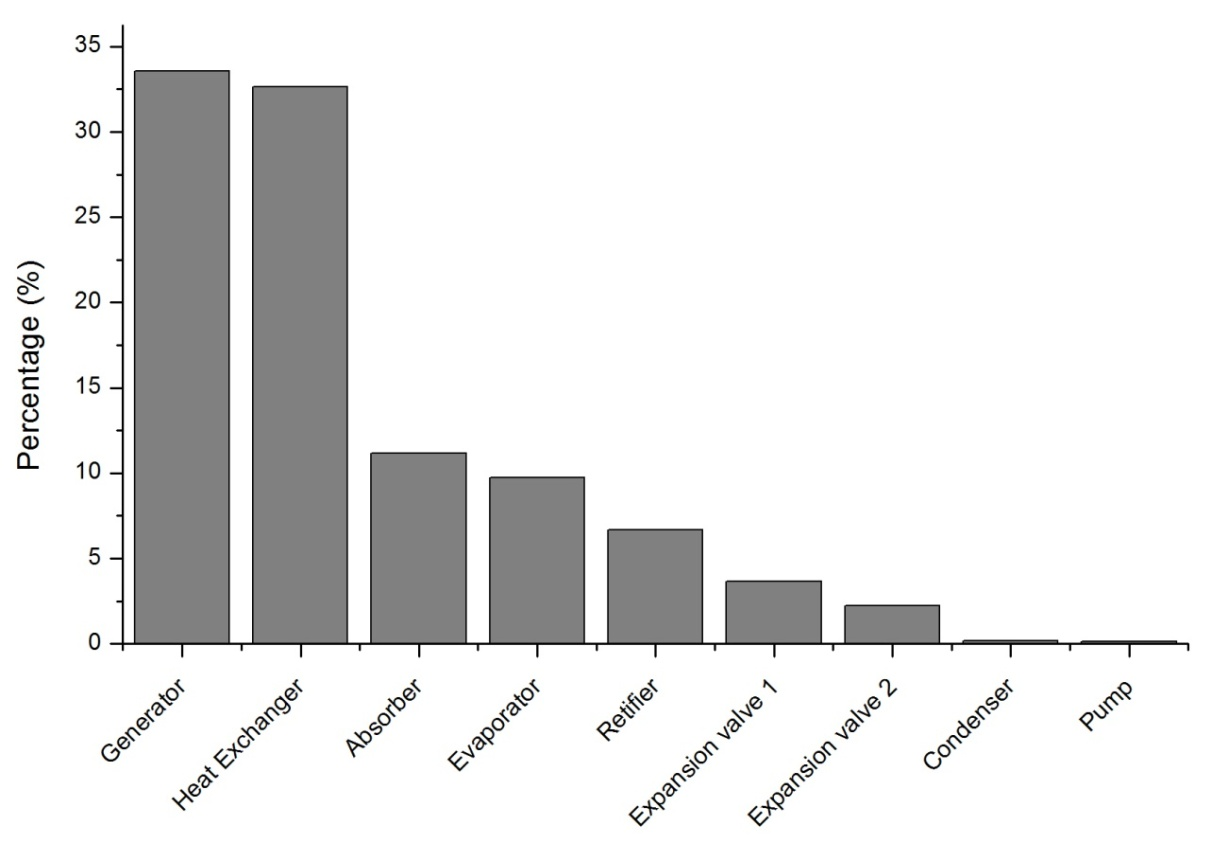 Percentage (%)
35
30
25
20
15
10
5
0
Generator
Heat Exchanger
Absorber
Evaporator
Retifier
Expansion valve 1
Expansion valve 2
Condenser
Pump